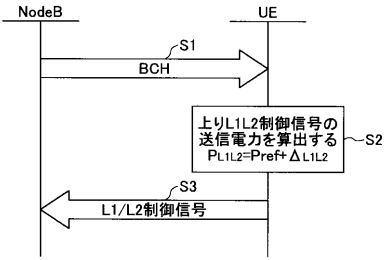 NodeB
UE
S1
BCH
上りL1L2制御信号の
送信電力を算出する
PL1L2=Pref+ΔL1L2
S2
S3
L1/L2制御信号